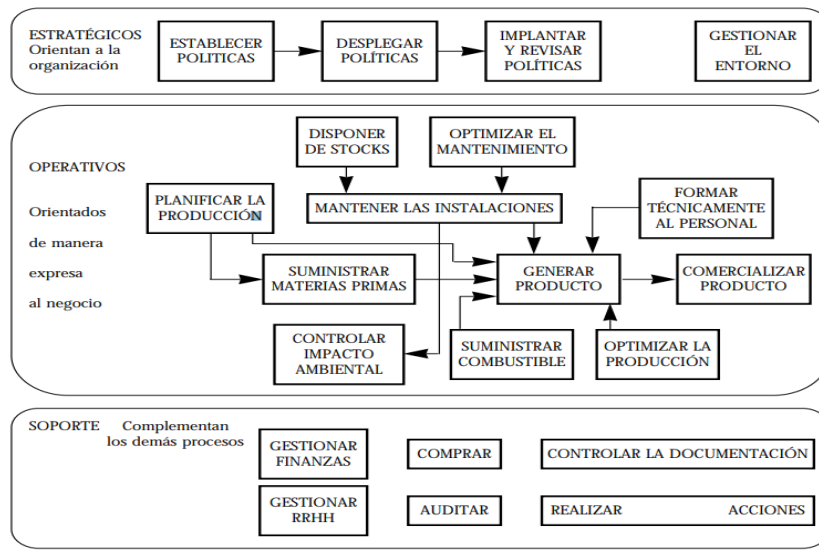 ESTRATÉGICOS
Orientan a la
organización
ESTABLECER
POLITICAS
DESPLEGAR
POLÍTICAS
IMPLANTAR
Y REVISAR
POLÍTICAS
GESTIONAR
EL
ENTORNO
OPERATIVOS
Orientados
de manera
expresa
al negocio
DISPONER
DE STOCKS
OPTIMIZAR EL
MANTENIMIENTO
PLANIFICAR LA
PRODUCCIÓN
MANTENER LAS INSTALACIONES
FORMAR
TÉCNICAMENTE
AL PERSONAL
SUMINISTRAR
MATERIAS PRIMAS
GENERAR
PRODUCTO
COMERCIALIZAR
PRODUCTO
CONTROLAR
IMPACTO
AMBIENTAL
SUMINISTRAR
COMBUSTIBLE
OPTIMIZAR LA
PRODUCCIÓN
SOPORTE Complementan
los demás procesos
GESTIONAR
FINANZAS
COMPRAR
CONTROLAR LA DOCUMENTACIÓN
GESTIONAR
RRHH
AUDITAR
REALIZAR ACCIONES